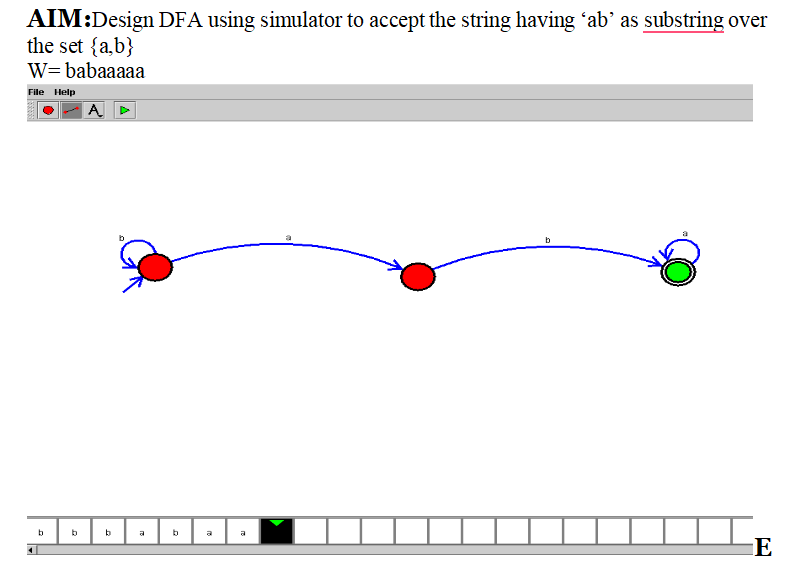 AIM:Design DFA using simulator to accept the string having ‘ab’ as substring over
the set {a,b}
W= babaaaaa
File Help
A
b
a
b
a
b b b a b a a
E